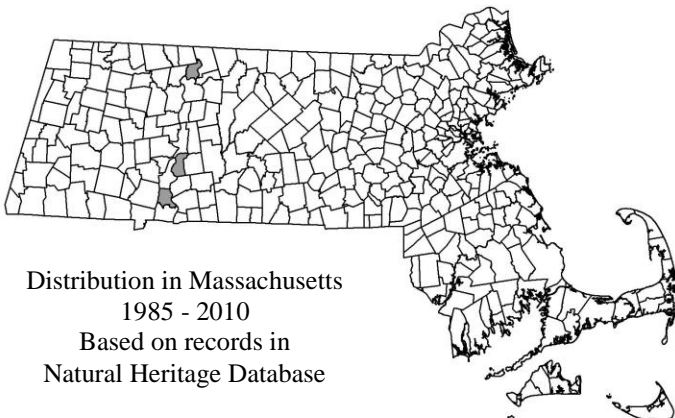 Distribution in Massachusetts
1985 - 2010
Based on records in
Natural Heritage Database